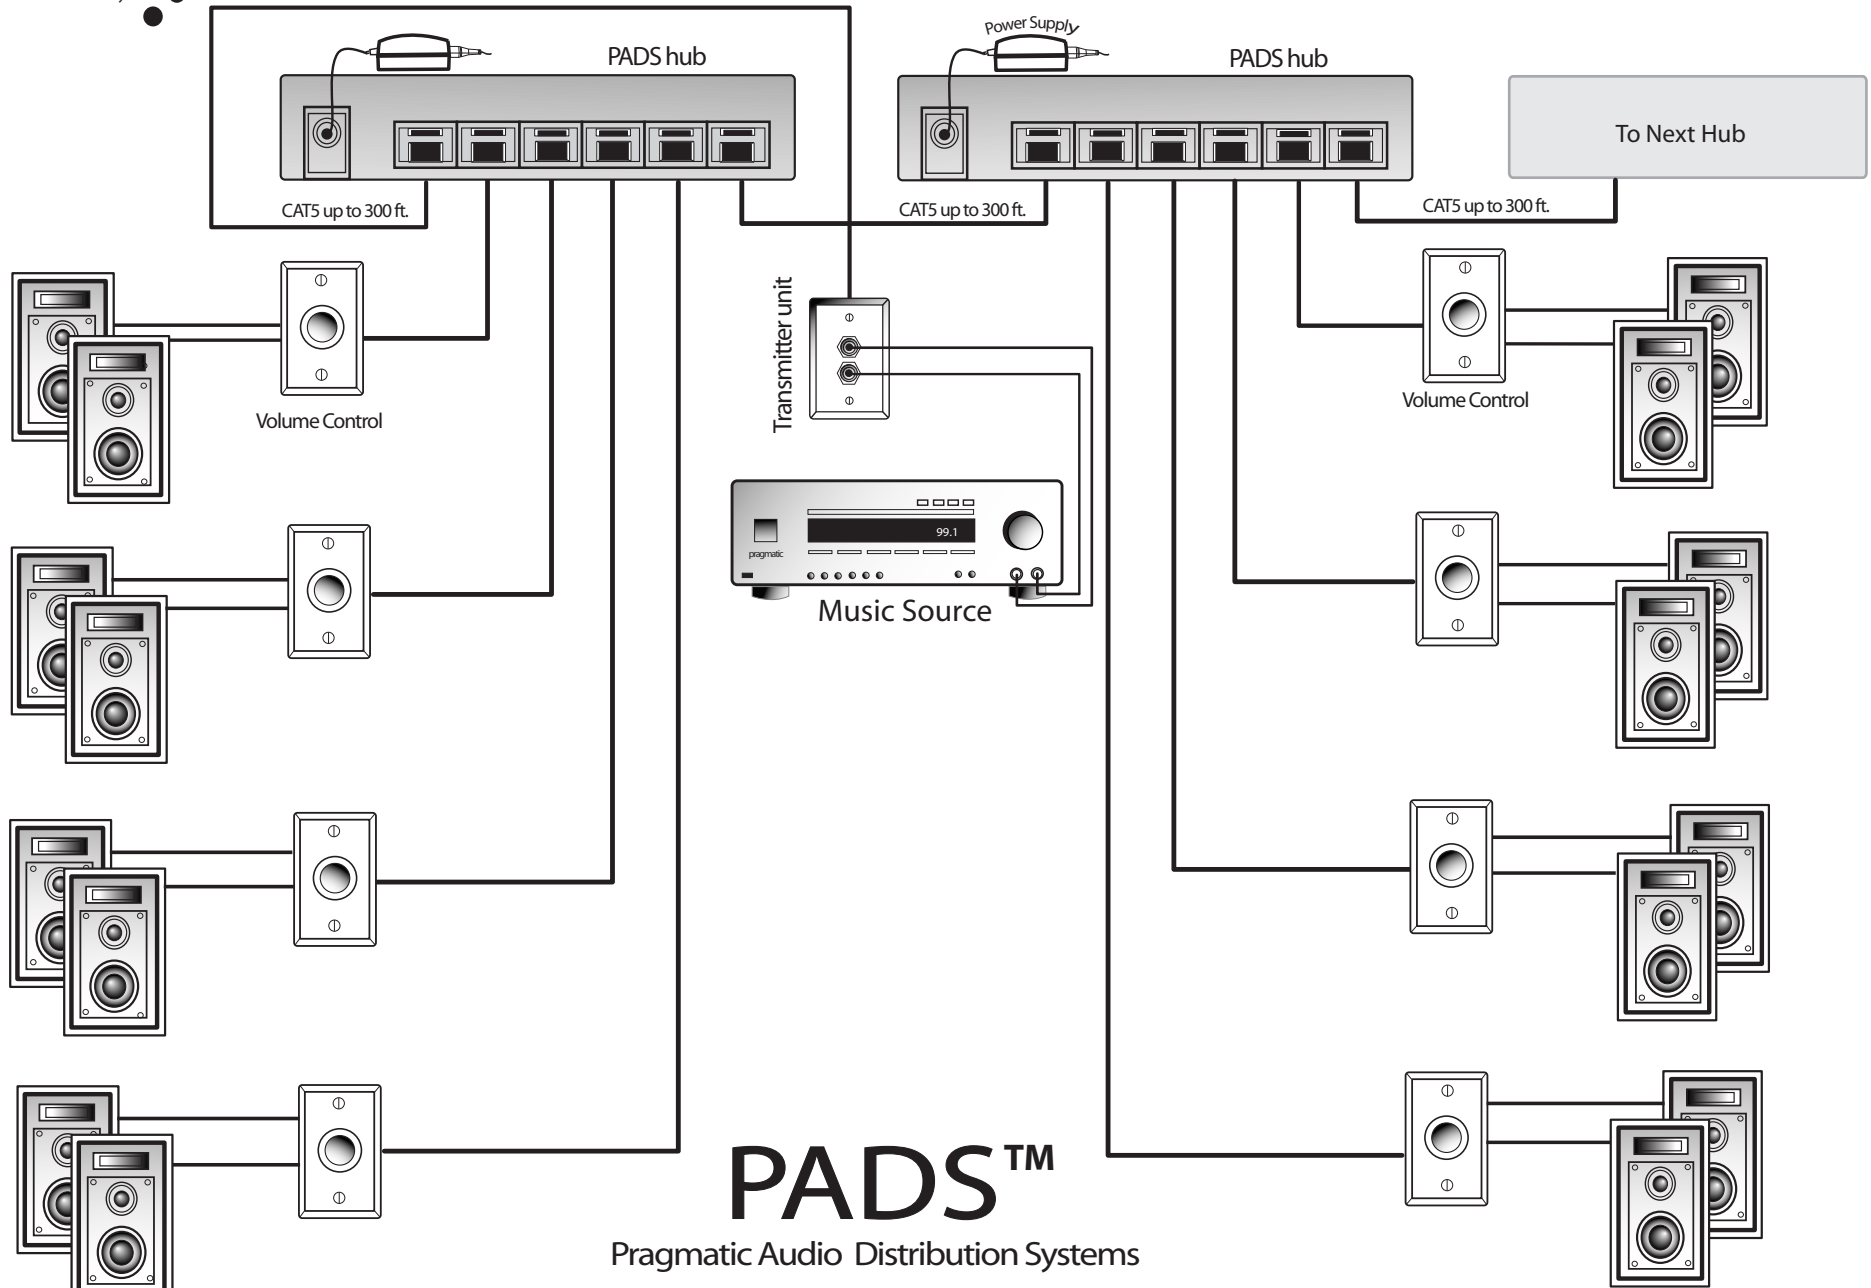 Power Supply
PADS hub
PADS hub
To Next Hub
CAT5 up to 300 ft.
CAT5 up to 300 ft.
CAT5 up to 300 ft.
Transmitter unit
Volume Control
Volume Control
99.1
pragmatic
Music Source
PADS™
Pragmatic Audio Distribution Systems